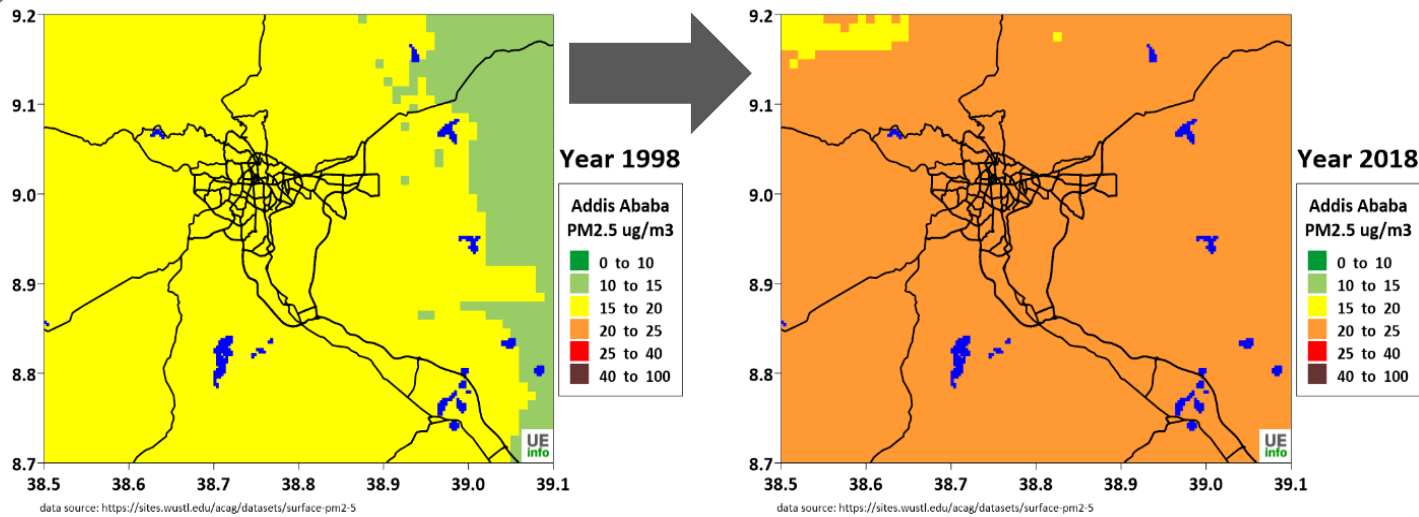 9.2
9.1
9.0
8.9
8.8
8.7
38.5 38.6 38.7 38.8 38.9 39.0 39.1
Year 1998
Addis Ababa
PM2.5 ug/m3
0 to 10
10 to 15
15 to 20
20 to 25
25 to 40
40 to 100
UE
info
data source: https://sites.wustl.edu/acag/datasets/surface-pm2-5
9.2
9.1
9.0
8.9
8.8
8.7
38.5 38.6 38.7 38.8 38.9 39.0 39.1
Year 2018
Addis Ababa
PM2.5 ug/m3
0 to 10
10 to 15
15 to 20
20 to 25
25 to 40
40 to 100
UE
info
data source: https://sites.wustl.edu/acag/datasets/surface-pm2-5